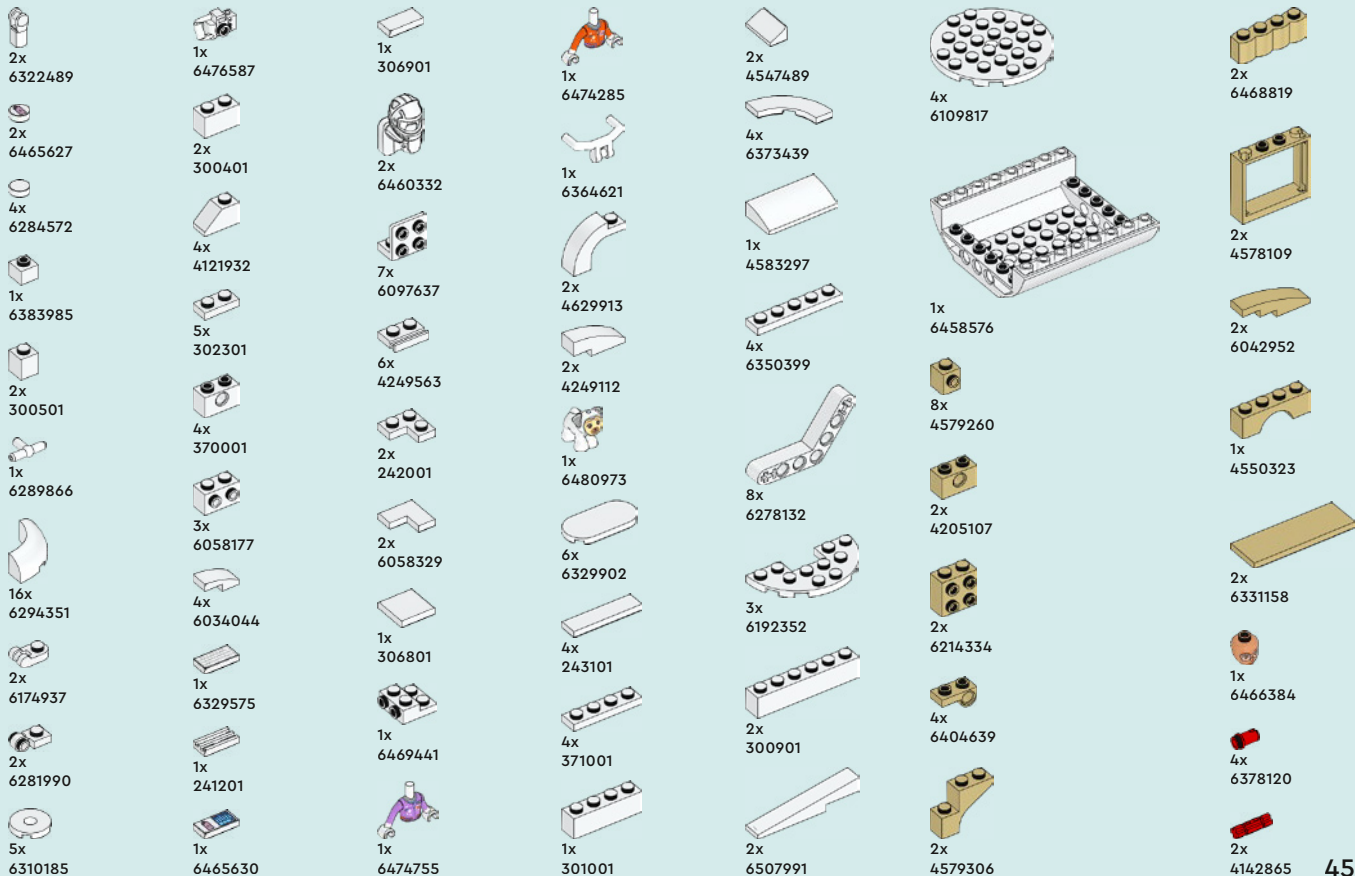 2x
6322489
2x
6465627
4x
6284572
1x
6383985
2x
300501
1x
6289866
16x
6294351
2x
6174937
2x
6281990
5x
6310185
1x
6476587
2x
300401
4x
4121932
5x
302301
4x
370001
3x
6058177
4x
6034044
1x
6329575
1x
241201
1x
6465630
1x
306901
2x
6460332
7x
6097637
6x
4249563
2x
242001
2x
6058329
1x
306801
1x
6469441
1x
6474755
1x
6474285
1x
6364621
2x
4629913
2x
4249112
1x
6480973
6x
6329902
4x
243101
4x
371001
1x
301001
2x
4547489
4x
6373439
1x
4583297
4x
6350399
8x
6278132
3x
6192352
2x
300901
2x
6507991
4x
6109817
1x
6458576
8x
4579260
2x
4205107
2x
6214334
4x
6404639
2x
4579306
2x
6468819
2x
4578109
2x
6042952
1x
4550323
2x
6331158
1x
6466384
4x
6378120
2x
4142865
45